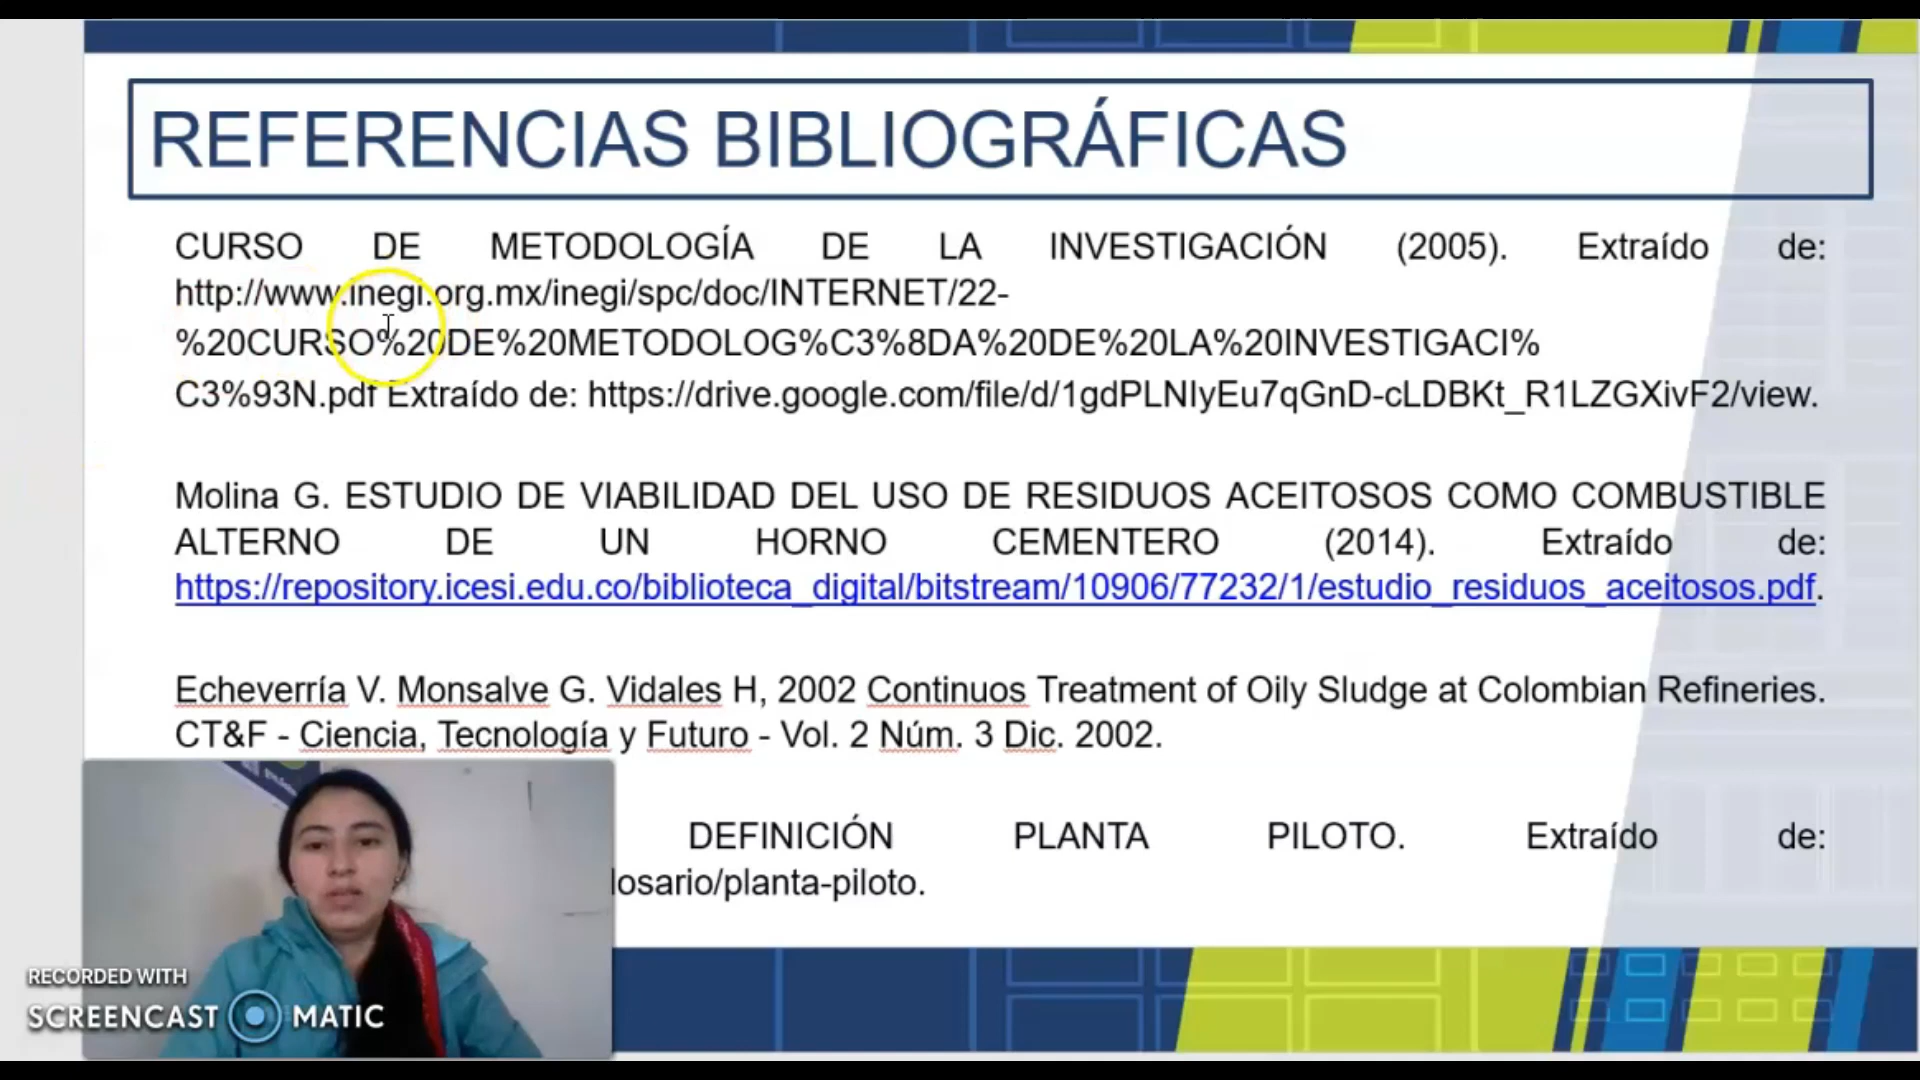 REFERENCIAS BIBLIOGRÁFICAS
CURSO DE METODOLOGÍA DE LA INVESTIGACIÓN (2005). Extraído de:
http://www.inegi.org.mx/inegi/spc/doc/INTERNET/22-
%20CURSO%20DE%20METODOLOG%C3%8DA%20DE%20LA%20INVESTIGACI%
C3%93N.pdf Extraído de: https://drive.google.com/file/d/1gdPLNIyEu7qGnD-cLDBKt_R1LZGXivF2/view.
Molina G. ESTUDIO DE VIABILIDAD DEL USO DE RESIDUOS ACEITOSOS COMO COMBUSTIBLE
ALTERNO DE UN HORNO CEMENTERO (2014). Extraído de:
https://repository.icesi.edu.co/biblioteca_digital/bitstream/10906/77232/1/estudio_residuos_aceitosos.pdf.
Echeverría V. Monsalve G. Vidales H, 2002 Continuos Treatment of Oily Sludge at Colombian Refineries.
CT&F - Ciencia, Tecnología y Futuro - Vol. 2 Núm. 3 Dic. 2002.
DEFINICIÓN PLANTA PILOTO. Extraído de:
losario/planta-piloto.
RECORDED WITH
SCREENCAST MATIC